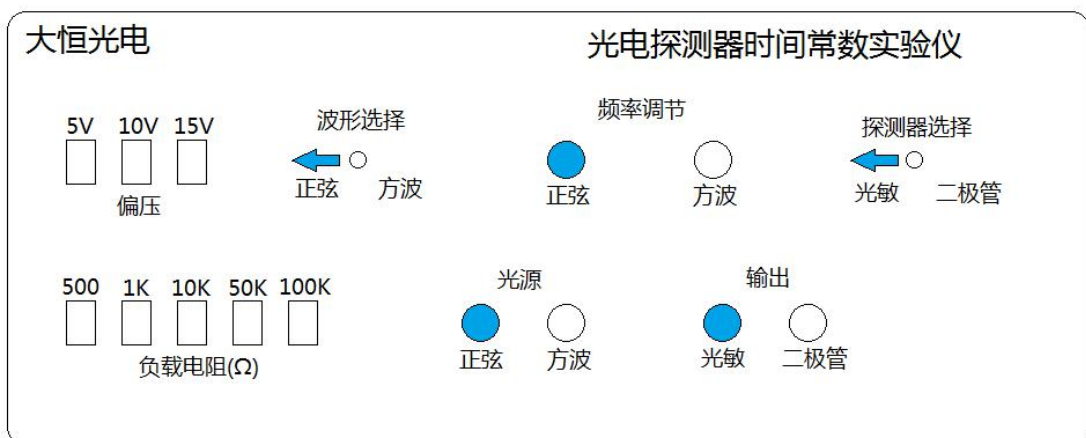 大恒光电
光电探测器时间常数实验仪
5V 10V 15V
偏压
波形选择
正弦 方波
频率调节
正弦 方波
探测器选择
光敏 二极管
500 1K 10K 50K 100K
负载电阻(Ω)
光源
正弦 方波
输出
光敏 二极管